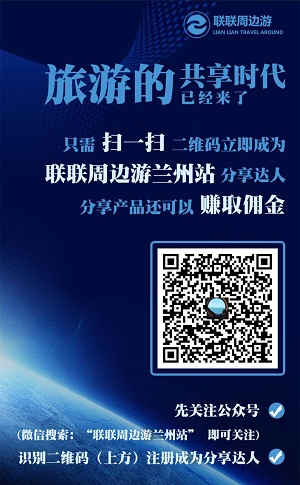 联联周边游
LIAN LIAN TRAVEL AROUND
旅游的共享时代
已经来了
只需 扫一扫 二维码立即成为
联联周边游兰州站 分享达人
分享产品还可以 赚取佣金
先关注公众号
(微信搜索：“联联周边游兰州站” 即可关注)
识别二维码（上方）注册成为分享达人